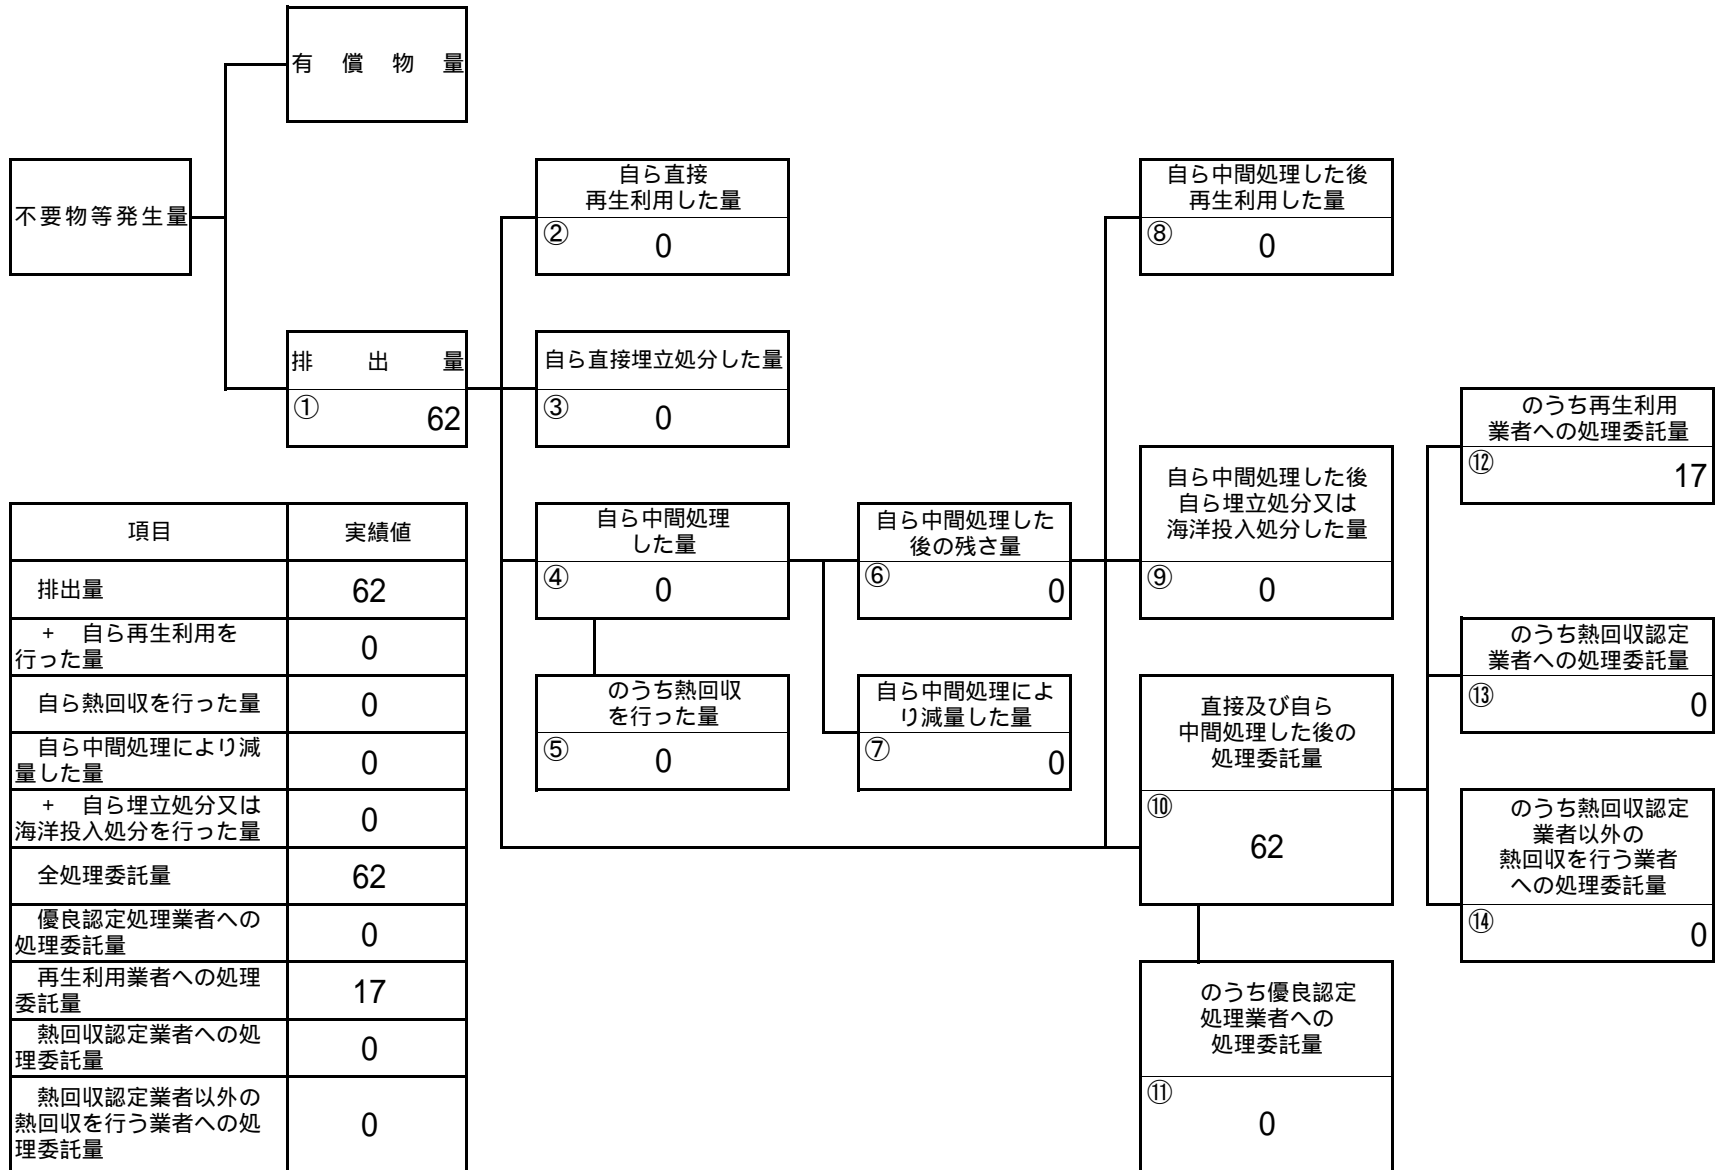 有償物量
不要物等発生量
排出量
①
62
自ら直接
再生利用した量
②
0
自ら直接埋立処分した量
③
0
自ら中間処理
した量
④
0
のうち熱回収
を行った量
⑤
0
自ら中間処理した
後の残さ量
⑥
0
自ら中間処理によ
り減量した量
⑦
0
自ら中間処理した後
再生利用した量
⑧
0
自ら中間処理した後
自ら埋立処分又は
海洋投入処分した量
⑨
0
直接及び自ら
中間処理した後の
処理委託量
⑩
62
のうち優良認定
処理業者への
処理委託量
⑪
0
のうち再生利用
業者への処理委託量
⑫
17
のうち熱回収認定
業者への処理委託量
⑬
0
のうち熱回収認定
業者以外の
熱回収を行う業者
への処理委託量
⑭
0
項目 実績値
排出量 62
+ 自ら再生利用を
行った量 0
自ら熱回収を行った量 0
自ら中間処理により減
量した量 0
+ 自ら埋立処分又は
海洋投入処分を行った量 0
全処理委託量 62
優良認定処理業者への
処理委託量 0
再生利用業者への処理
委託量 17
熱回収認定業者への処
理委託量 0
熱回収認定業者以外の
熱回収を行う業者への処
理委託量 0